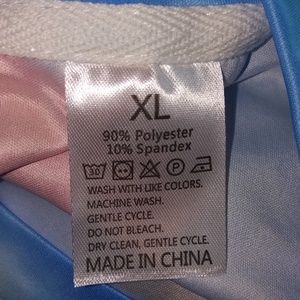 XL
90% Polyester
10% Spandex
30
WASH WITH LIKE COLORS.
MACHINE WASH.
GENTLE CYCLE.
DO NOT BLEACH.
DRY CLEAN, GENTLE CYCLE.
MADE IN CHINA